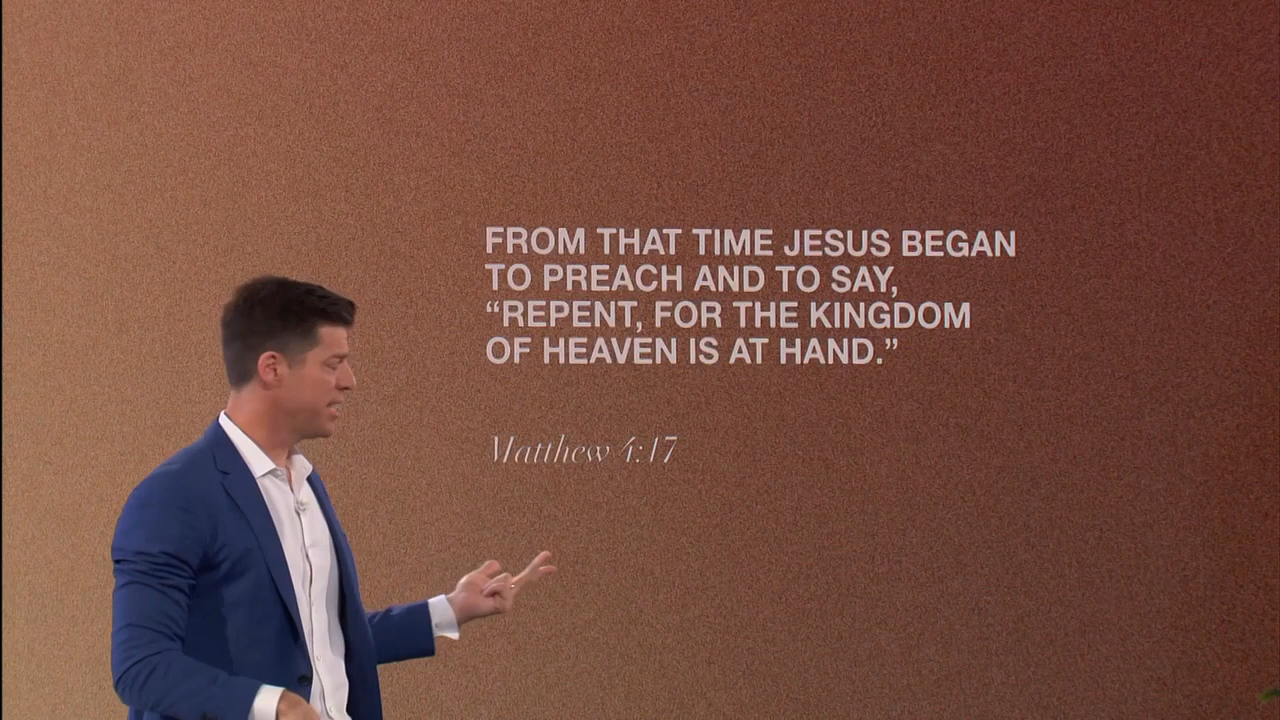 FROM THAT TIME JESUS BEGAN
TO PREACH AND TO SAY,
“REPENT, FOR THE KINGDOM
OF HEAVEN IS AT HAND.”
Matthew 4:17